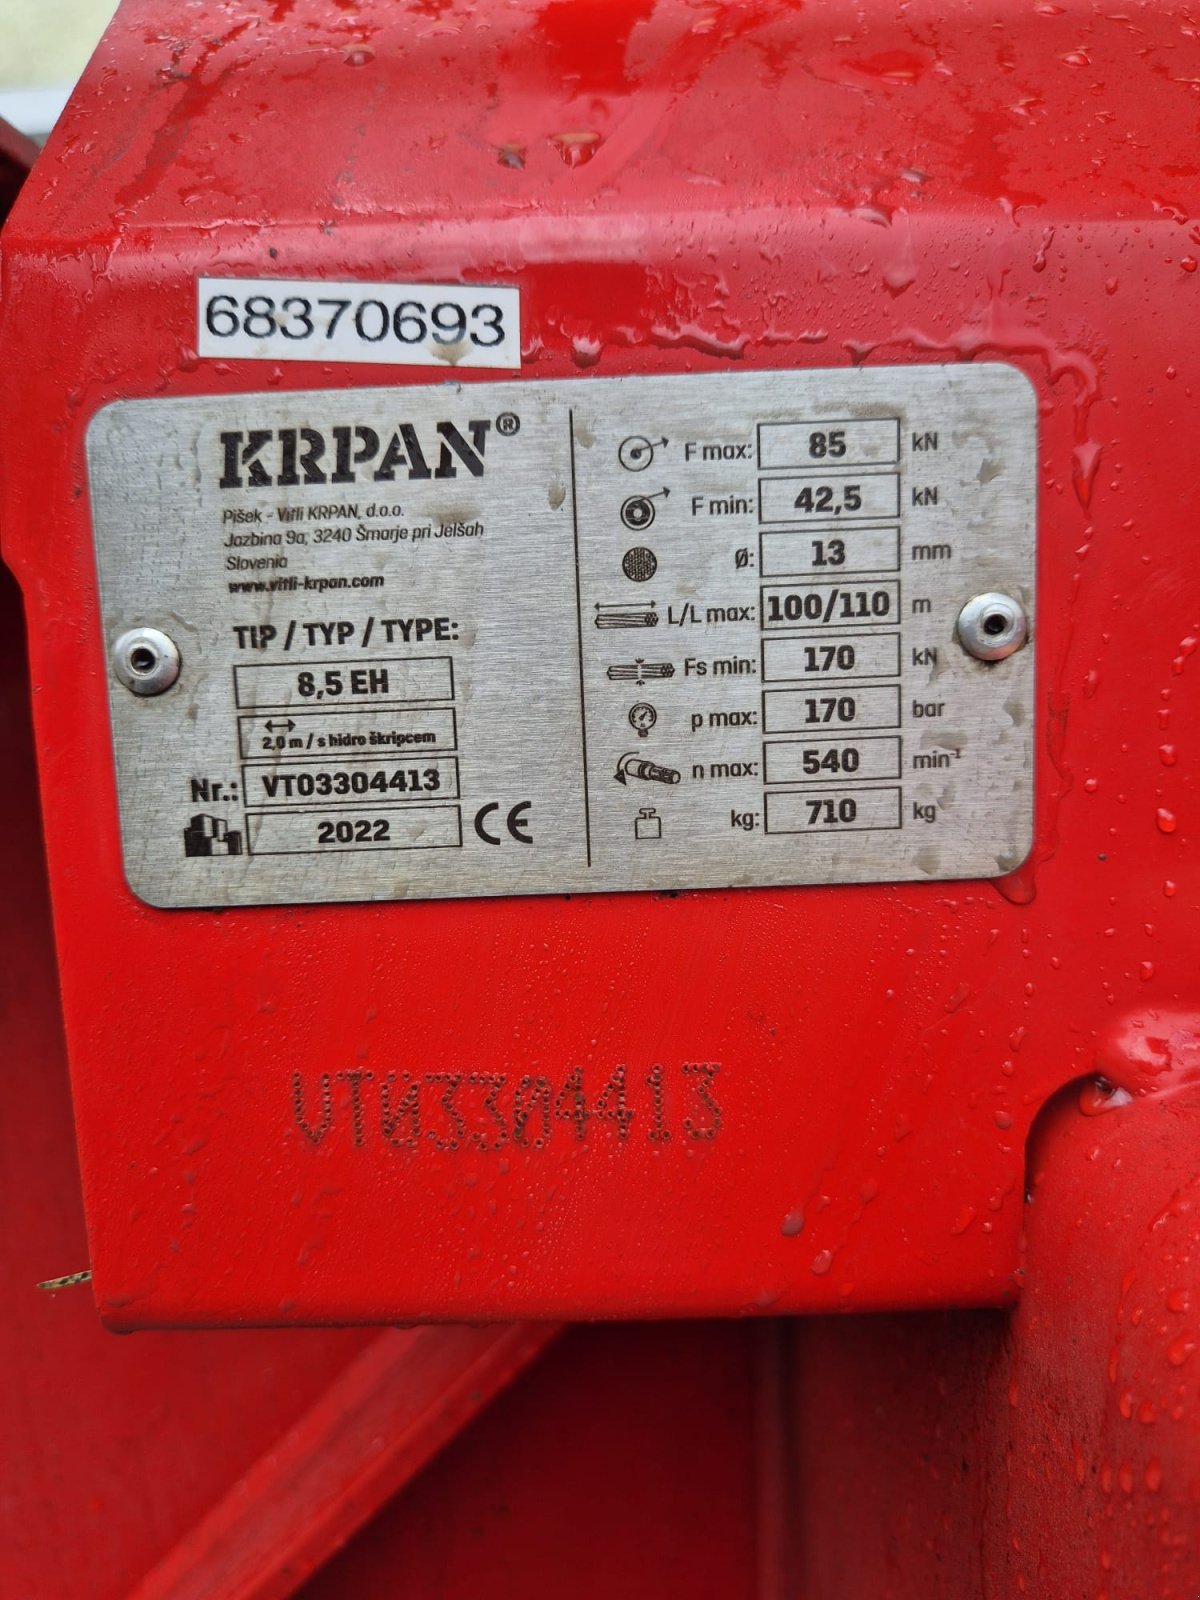 68370693
KRPAN®
Pišek - Vitli KRPAN, d.o.o.
Jazbina 9a, 3240 Šmarje pri Jelšah
Slovenia
www.vitli-krpan.com
TIP / TYP / TYPE:
8,5 EH
2,0 m / s hidro škripcem
Nr.: VT03304413
2022 CE
F max: 85 kN
F min: 42,5 kN
Ø: 13 mm
L/L max: 100/110 m
Fs min: 170 kN
p max: 170 bar
n max: 540 min⁻¹
kg: 710 kg
VT03304413